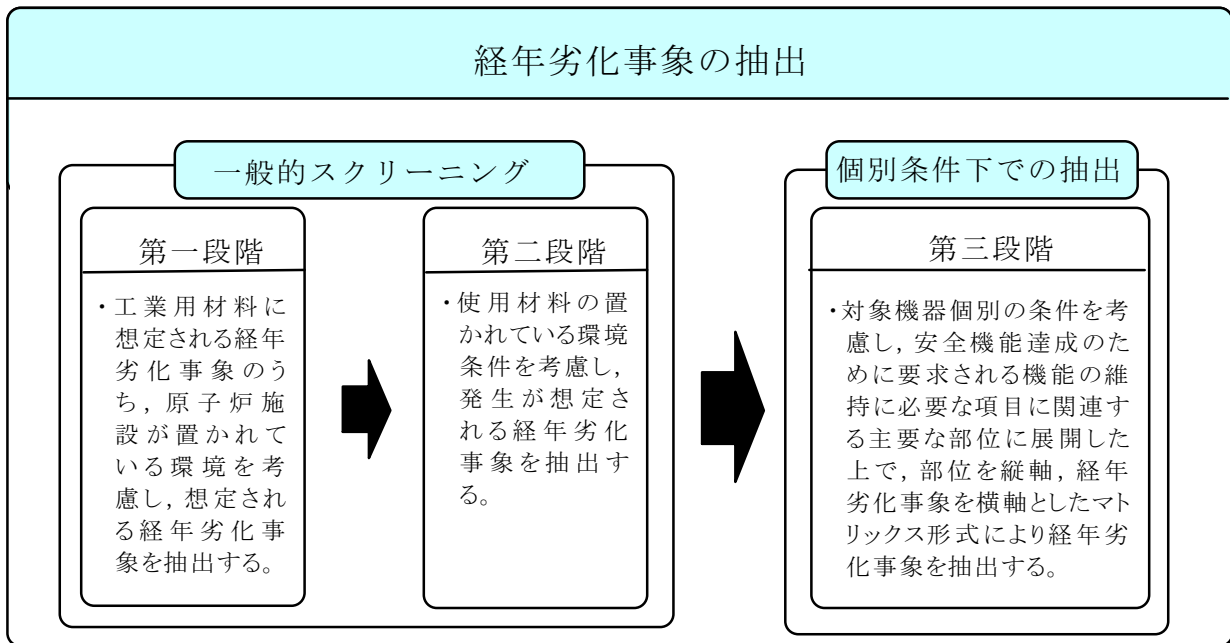 経年劣化事象の抽出
一般的スクリーニング
第一段階
・工業用材料に
想定される経年
劣化事象のう
ち，原子炉施
設が置かれて
いる環境を考
慮し，想定され
る経年劣化事
象を抽出する。
第二段階
・使用材料の置
かれている環境
条件を考慮し，
発生が想定さ
れる経年劣化
事象を抽出す
る。
個別条件下での抽出
第三段階
・対象機器個別の条件を考
慮し，安全機能達成のた
めに要求される機能の維
持に必要な項目に関連す
る主要な部位に展開した
上で，部位を縦軸，経年
劣化事象を横軸としたマト
リックス形式により経年劣
化事象を抽出する。